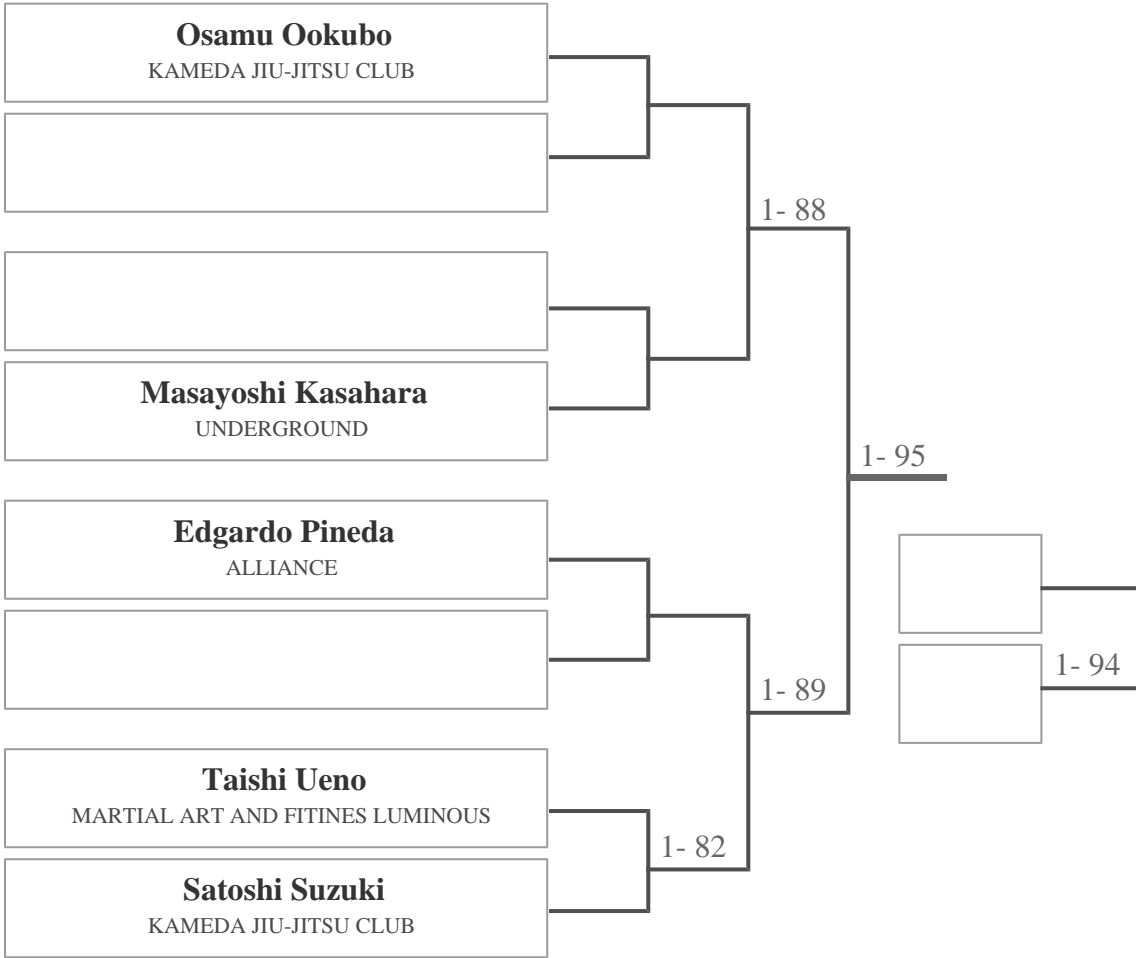 Osamu Ookubo
KAMEDA JIU-JITSU CLUB
1- 88
Masayoshi Kasahara
UNDERGROUND
1- 95
Edgardo Pineda
ALLIANCE
1- 94
1- 89
Taishi Ueno
MARTIAL ART AND FITINES LUMINOUS
1- 82
Satoshi Suzuki
KAMEDA JIU-JITSU CLUB